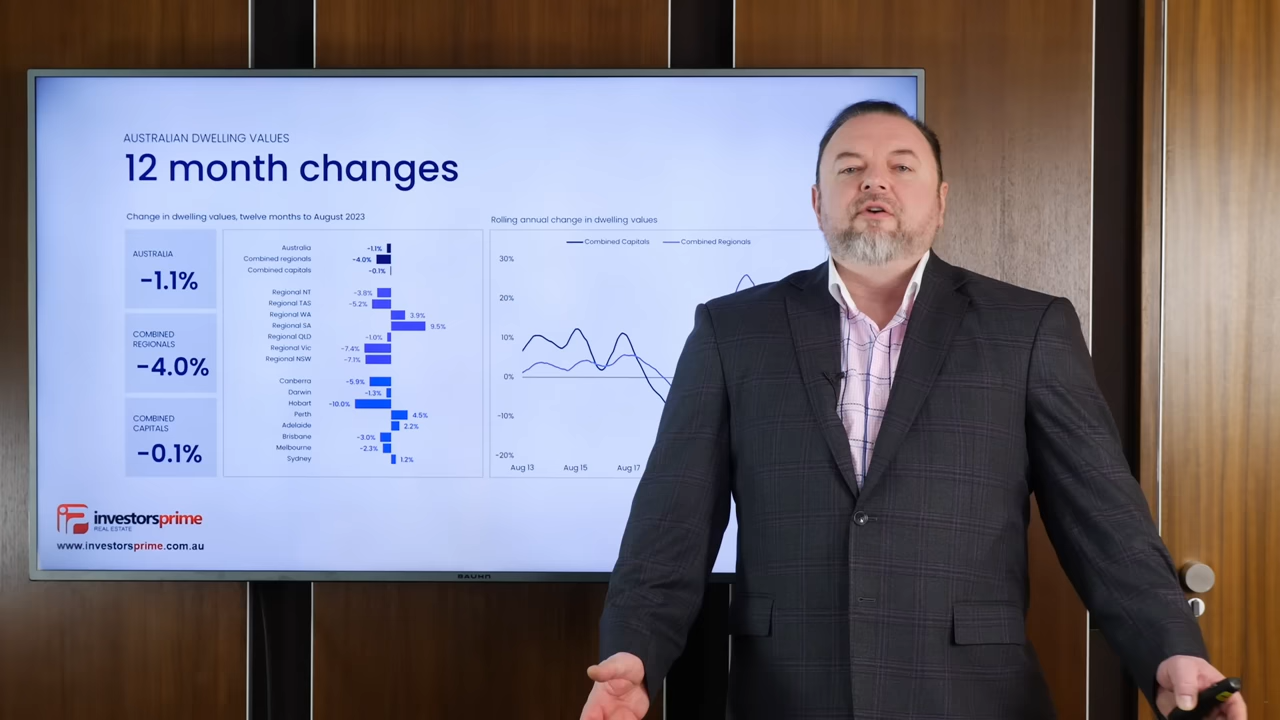 AUSTRALIAN DWELLING VALUES
12 month changes
Change in dwelling values, twelve months to August 2023
AUSTRALIA
-1.1%
COMBINED
REGIONALS
-4.0%
COMBINED
CAPITALS
-0.1%
Australia -1.1%
Combined regionals -4.0%
Combined capitals -0.1%
Regional NT -3.8%
Regional TAS -5.2%
Regional WA 3.9%
Regional SA 9.5%
Regional QLD -1.0%
Regional Vic -7.4%
Regional NSW -7.1%
Canberra -5.9%
Darwin -1.3%
Hobart -10.0%
Perth 4.5%
Adelaide 2.2%
Brisbane -3.0%
Melbourne -2.3%
Sydney 1.2%
Rolling annual change in dwelling values
Combined Capitals Combined Regionals
30%
20%
10%
0%
-10%
-20%
Aug 13 Aug 15 Aug 17
investorsprime
REAL ESTATE
www.investorsprime.com.au
BAUHN